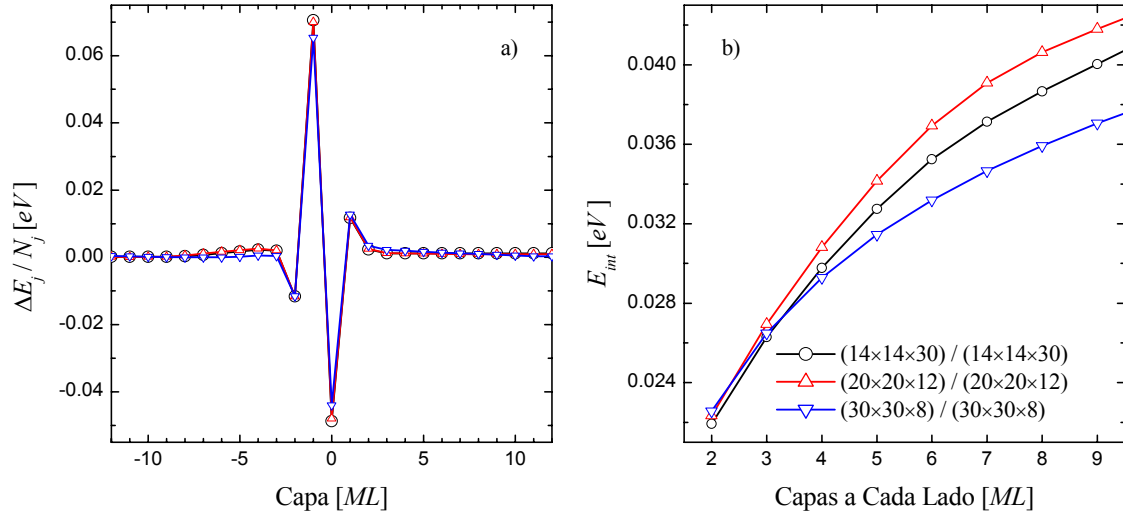 a)
0.06
0.04
0.02
0.00
-0.02
-0.04
ΔE_j / N_j [eV]
-10 -5 0 5 10
Capa [ML]
b)
0.040
0.036
0.032
0.028
0.024
E_int [eV]
(14×14×30) / (14×14×30)
(20×20×12) / (20×20×12)
(30×30×8) / (30×30×8)
2 3 4 5 6 7 8 9
Capas a Cada Lado [ML]